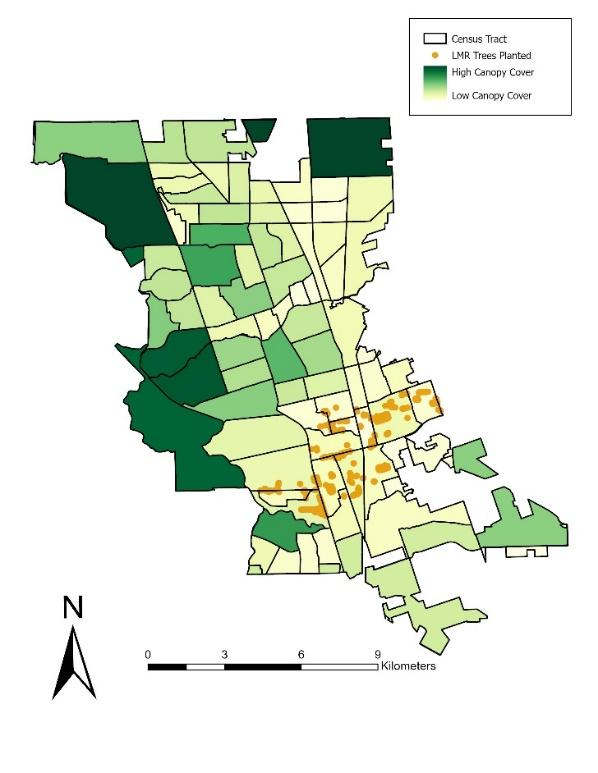 Census Tract
LMR Trees Planted
High Canopy Cover
Low Canopy Cover
N
0 3 6 9
Kilometers